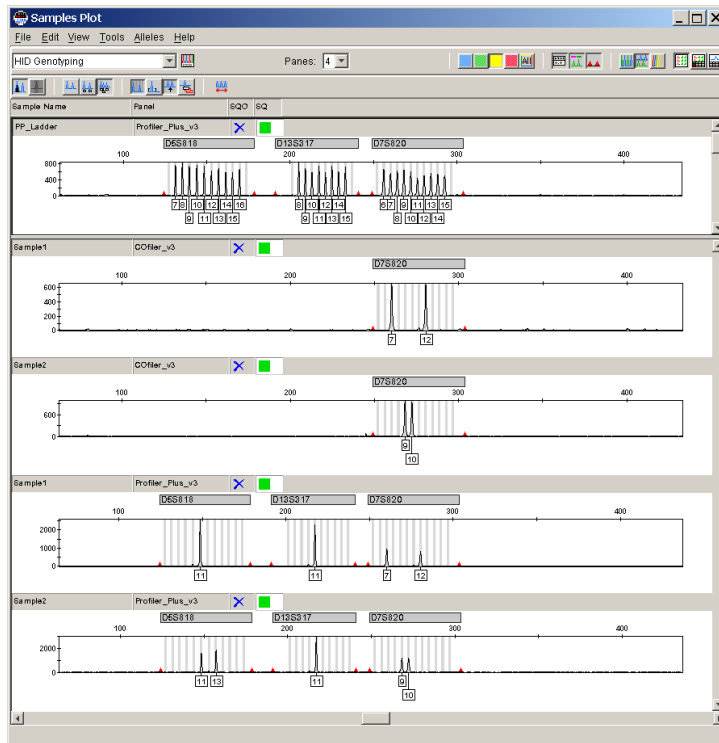 Samples Plot
File Edit View Tools Alleles Help
HID Genotyping Panes: 4 All
Sample Name Panel SQO SQ
PP_Ladder Profiler_Plus_v3
D5S818 D13S317 D7S820
100 200 300 400
800
400
0
7 8 10 12 14 16 8 10 12 14 6 7 9 11 13 15
9 11 13 15 9 11 13 15 8 10 12 14
Sample1 COfiler_v3
D7S820
100 200 300 400
600
400
200
0
7 12
Sample2 COfiler_v3
D7S820
100 200 300 400
600
0
9
10
Sample1 Profiler_Plus_v3
D5S818 D13S317 D7S820
100 200 300 400
2000
1000
0
11 11 7 12
Sample2 Profiler_Plus_v3
D5S818 D13S317 D7S820
100 200 300 400
2000
0
11 13 11 9
10